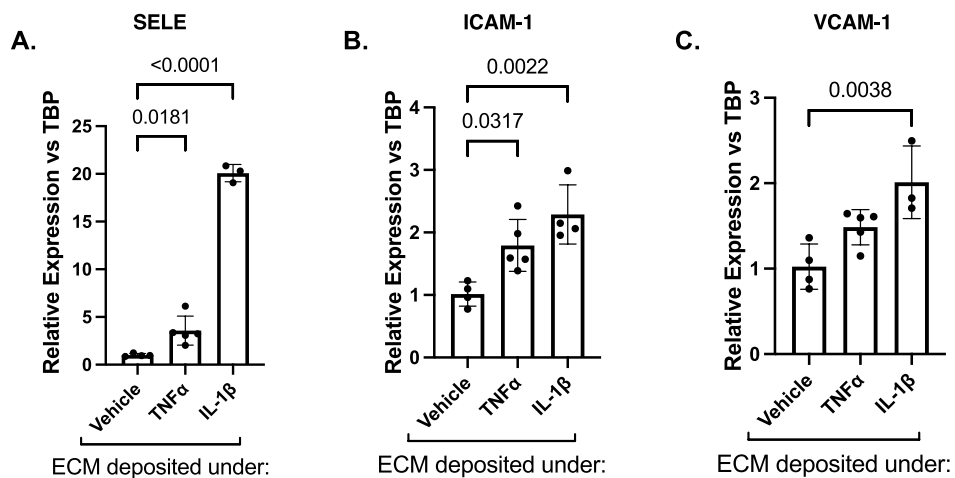 SELE
A.
<0.0001
0.0181
Relative Expression vs TBP
25
20
15
10
5
0
Vehicle
TNFα
IL-1β
ECM deposited under:
ICAM-1
B.
0.0022
0.0317
Relative Expression vs TBP
4
3
2
1
0
Vehicle
TNFα
IL-1β
ECM deposited under:
VCAM-1
C.
0.0038
Relative Expression vs TBP
3
2
1
0
Vehicle
TNFα
IL-1β
ECM deposited under: